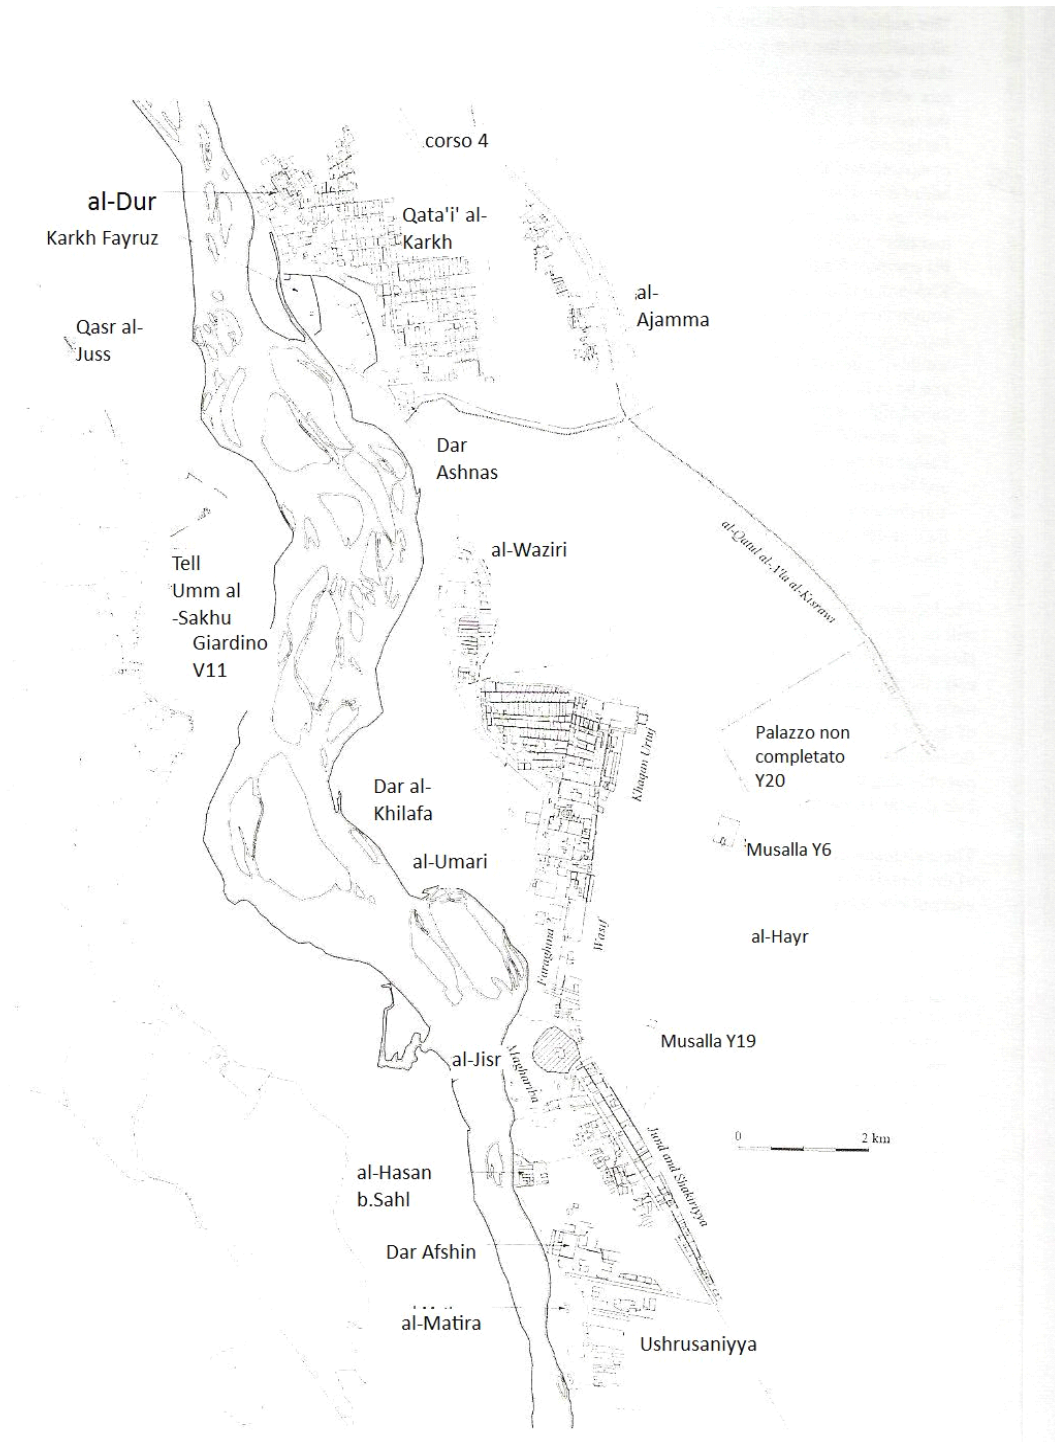 corso 4
al-Dur
Karkh Fayruz
Qata'i' al-
Karkh
al-
Ajamma
Qasr al-
Juss
Dar
Ashnas
al-Waziri
al-Qatul al-A'la al-Kisrawi
Tell
Umm al
-Sakhu
Giardino
V11
Khaqan Urtuj
Palazzo non
completato
Y20
Dar al-
Khilafa
al-Umari
Musalla Y6
al-Hayr
Wasif
Faraghina
Musalla Y19
al-Jisr
Maghariba
Jund and Shakiriyya
0
2 km
al-Hasan
b.Sahl
Dar Afshin
al-Matira
Ushrusaniyya